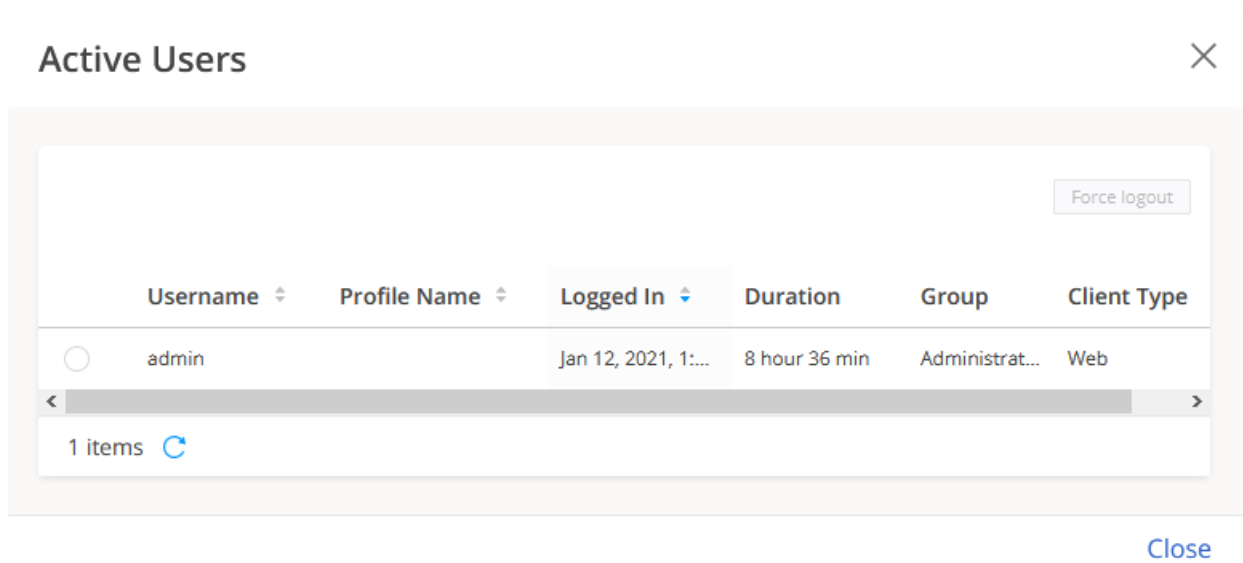 Active Users
Force logout
Username Profile Name Logged In Duration Group Client Type
admin Jan 12, 2021, 1:... 8 hour 36 min Administrat... Web
1 items
Close